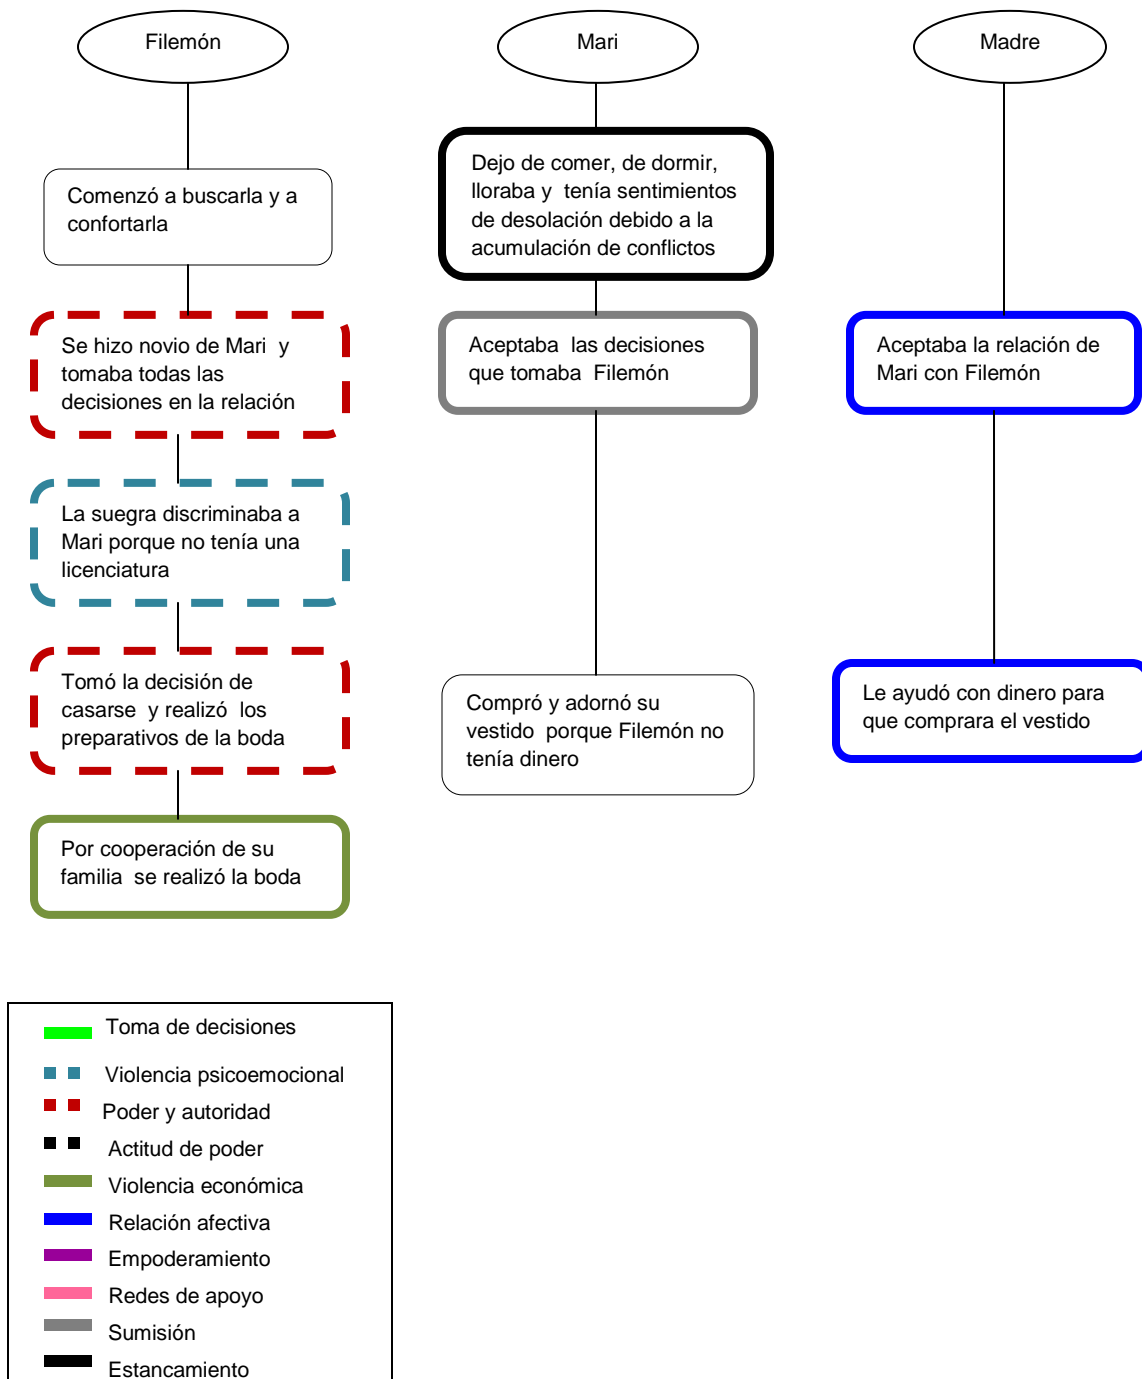 Filemón
Mari
Madre
Comenzó a buscarla y a
confortarla
Se hizo novio de Mari y
tomaba todas las
decisiones en la relación
La suegra discriminaba a
Mari porque no tenía una
licenciatura
Tomó la decisión de
casarse y realizó los
preparativos de la boda
Por cooperación de su
familia se realizó la boda
Dejo de comer, de dormir,
lloraba y tenía sentimientos
de desolación debido a la
acumulación de conflictos
Aceptaba las decisiones
que tomaba Filemón
Compró y adornó su
vestido porque Filemón no
tenía dinero
Aceptaba la relación de
Mari con Filemón
Le ayudó con dinero para
que comprara el vestido
Toma de decisiones
Violencia psicoemocional
Poder y autoridad
Actitud de poder
Violencia económica
Relación afectiva
Empoderamiento
Redes de apoyo
Sumisión
Estancamiento